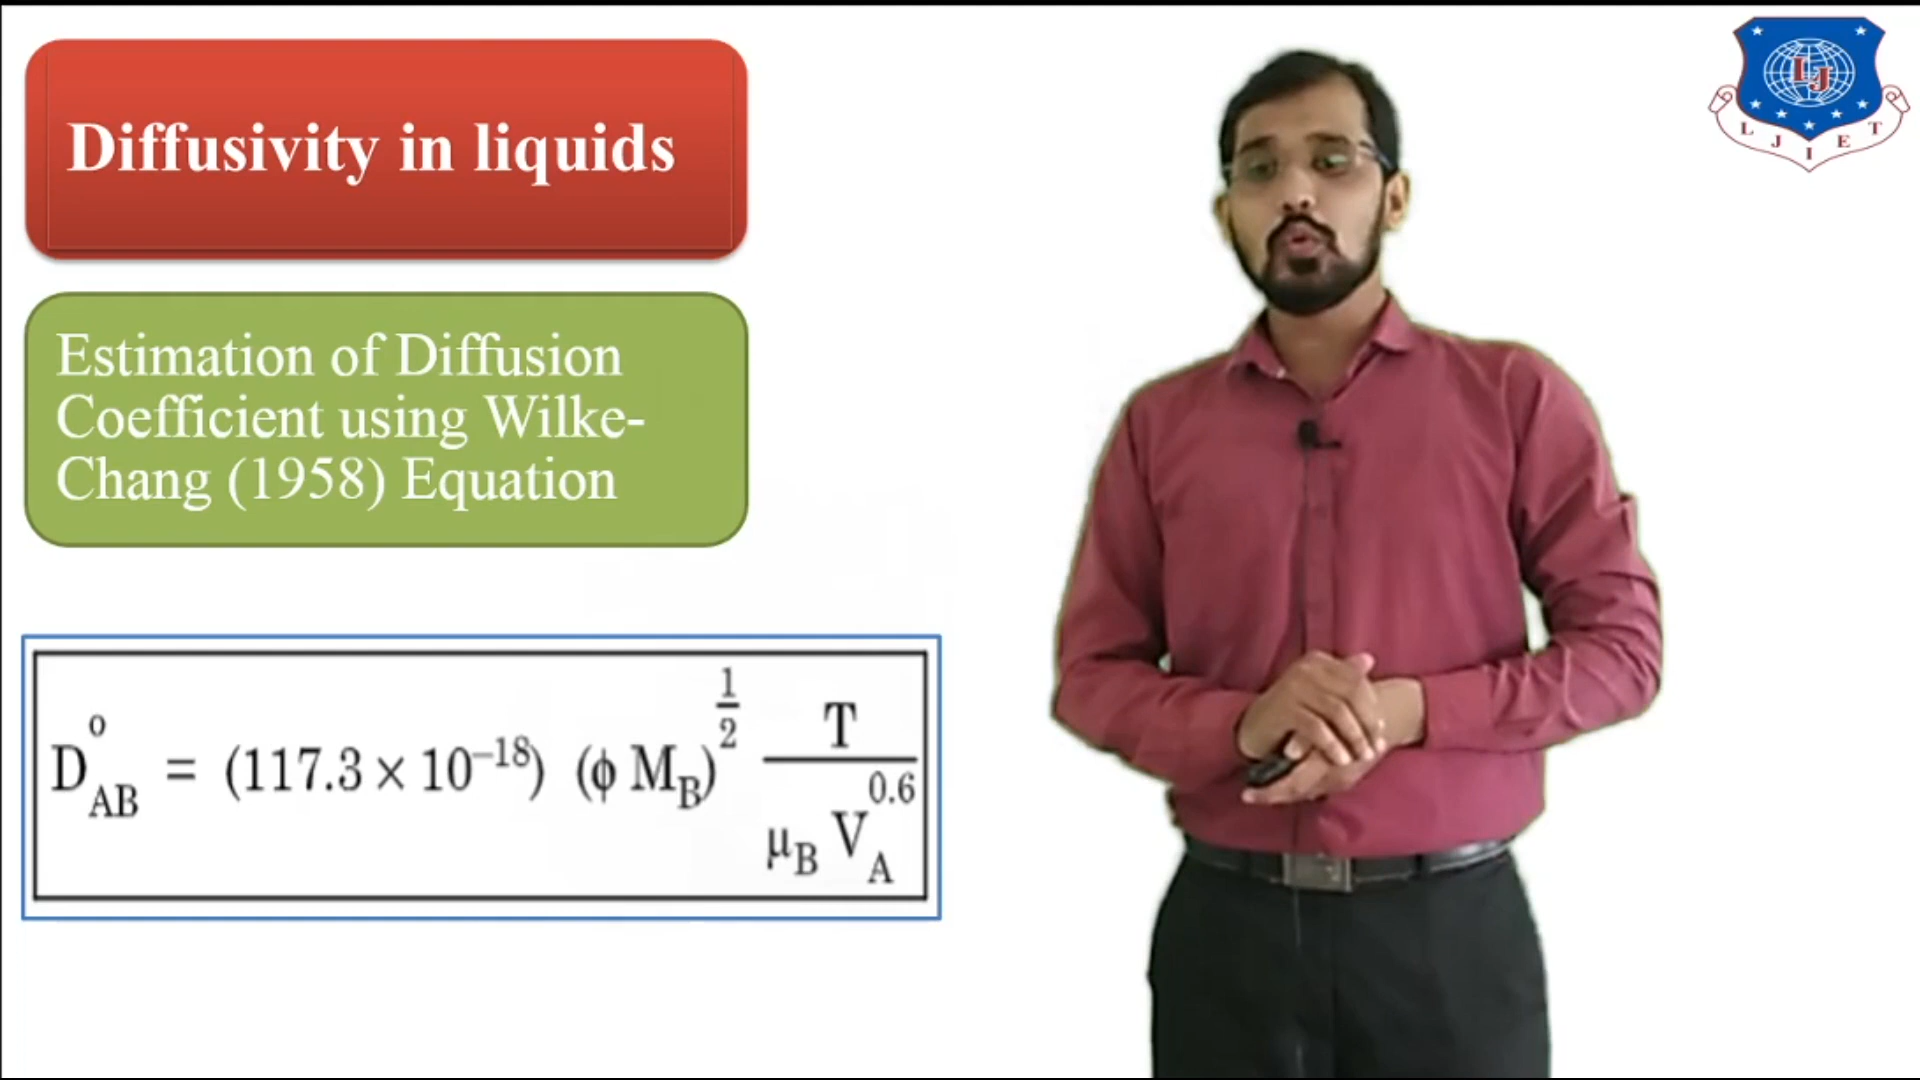 Diffusivity in liquids
Estimation of Diffusion
Coefficient using Wilke-
Chang (1958) Equation
D°AB = (117.3 × 10⁻¹⁸) (ϕ MB)^1/2 T / μB VA^0.6
LJ
LJIET